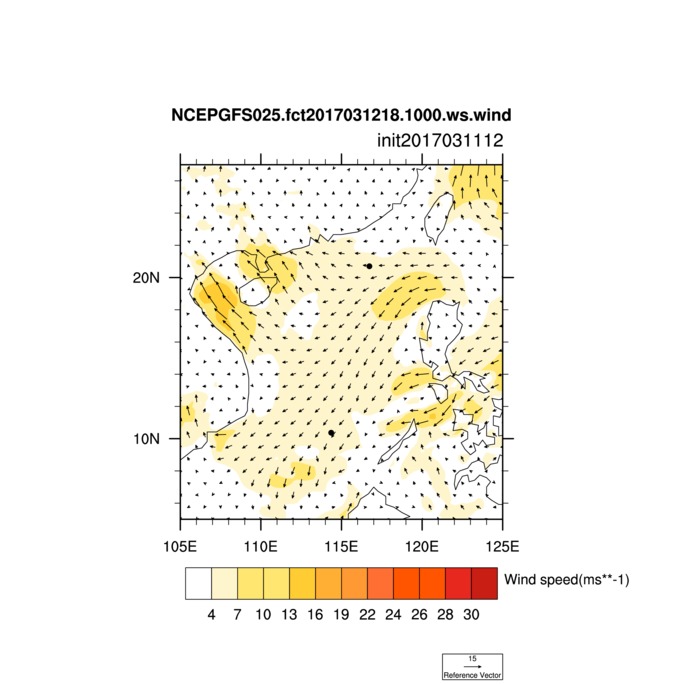 NCEPGFS025.fct2017031218.1000.ws.wind
init2017031112
20N
10N
105E 110E 115E 120E 125E
Wind speed(ms**-1)
4 7 10 13 16 19 22 24 26 28 30
15
Reference Vector